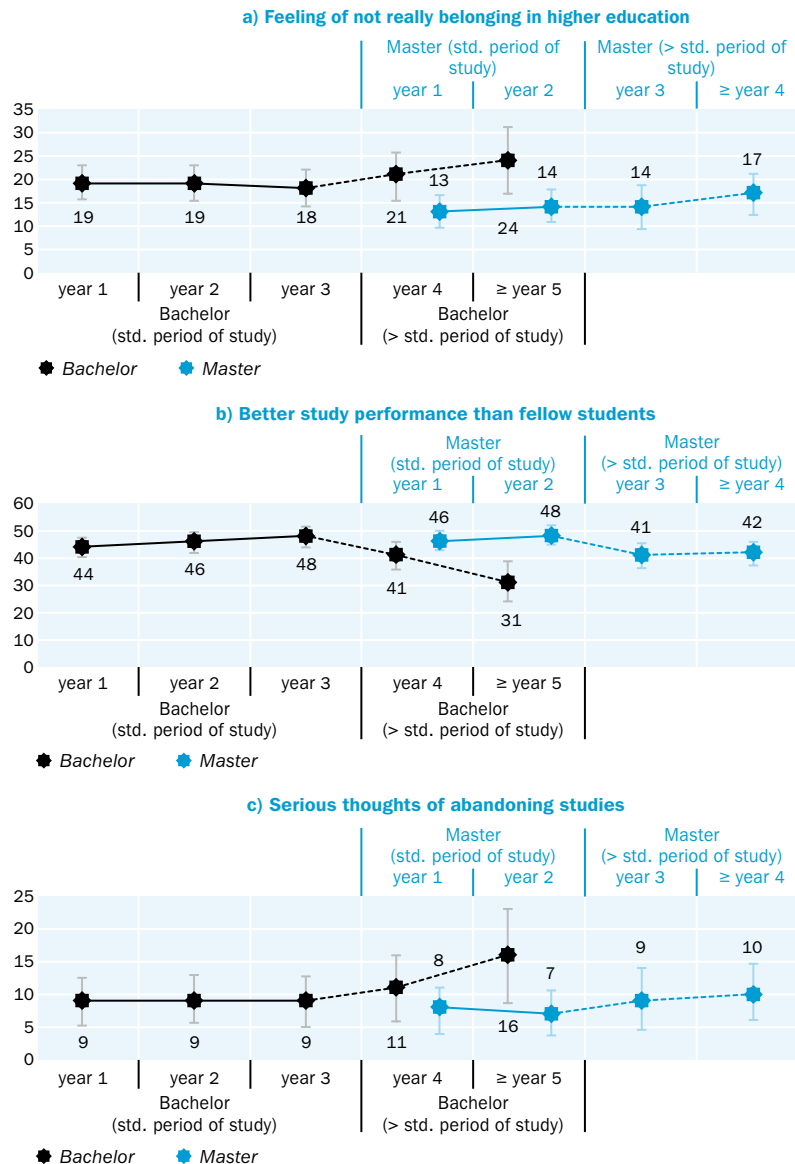 a) Feeling of not really belonging in higher education
Master (std. period of
study)
Master (> std. period of
study)
year 1
year 2
year 3
≥ year 4
35
30
25
20
15
10
5
0
19
19
18
21
24
13
14
14
17
year 1
year 2
year 3
year 4
≥ year 5
Bachelor
(std. period of study)
Bachelor
(> std. period of study)
Bachelor
Master
b) Better study performance than fellow students
Master
(std. period of study)
Master
(> std. period of study)
year 1
year 2
year 3
≥ year 4
60
50
40
30
20
10
0
44
46
48
41
31
46
48
41
42
year 1
year 2
year 3
year 4
≥ year 5
Bachelor
(std. period of study)
Bachelor
(> std. period of study)
Bachelor
Master
c) Serious thoughts of abandoning studies
Master
(std. period of study)
Master
(> std. period of study)
year 1
year 2
year 3
≥ year 4
25
20
15
10
5
0
9
9
9
11
16
8
7
9
10
year 1
year 2
year 3
year 4
≥ year 5
Bachelor
(std. period of study)
Bachelor
(> std. period of study)
Bachelor
Master